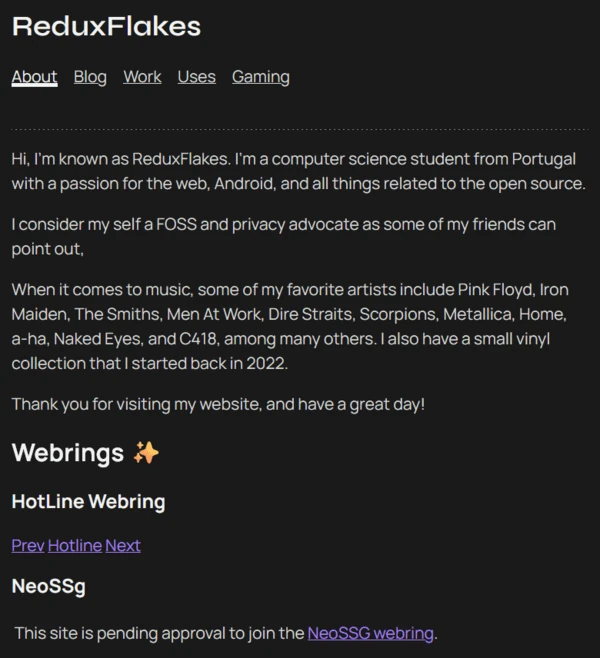 ReduxFlakes
About Blog Work Uses Gaming
Hi, I'm known as ReduxFlakes. I'm a computer science student from Portugal
with a passion for the web, Android, and all things related to the open source.
I consider my self a FOSS and privacy advocate as some of my friends can
point out,
When it comes to music, some of my favorite artists include Pink Floyd, Iron
Maiden, The Smiths, Men At Work, Dire Straits, Scorpions, Metallica, Home,
a-ha, Naked Eyes, and C418, among many others. I also have a small vinyl
collection that I started back in 2022.
Thank you for visiting my website, and have a great day!
Webrings ✨
HotLine Webring
Prev Hotline Next
NeoSSg
This site is pending approval to join the NeoSSG webring.